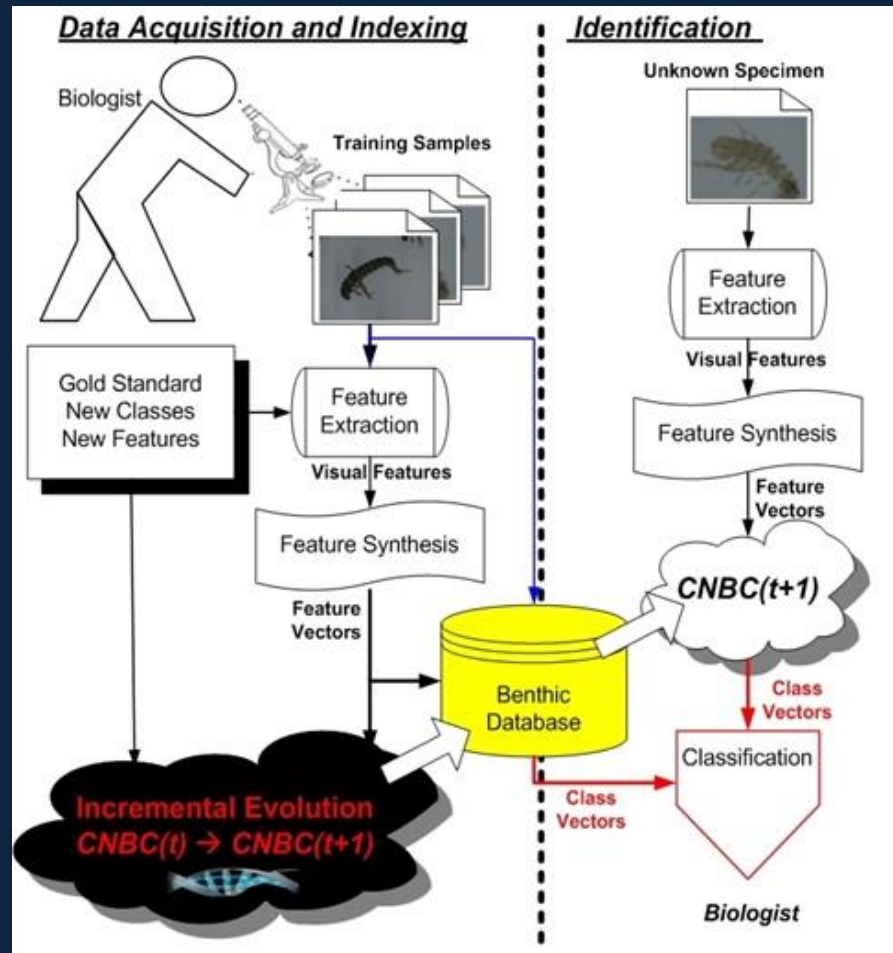 Data Acquisition and Indexing
Biologist
Training Samples
Gold Standard
New Classes
New Features
Feature
Extraction
Visual Features
Feature Synthesis
Feature
Vectors
Incremental Evolution
CNBC(t) → CNBC(t+1)
Benthic
Database
Identification
Unknown Specimen
Feature
Extraction
Visual Features
Feature Synthesis
Feature
Vectors
CNBC(t+1)
Class
Vectors
Class
Vectors
Classification
Biologist